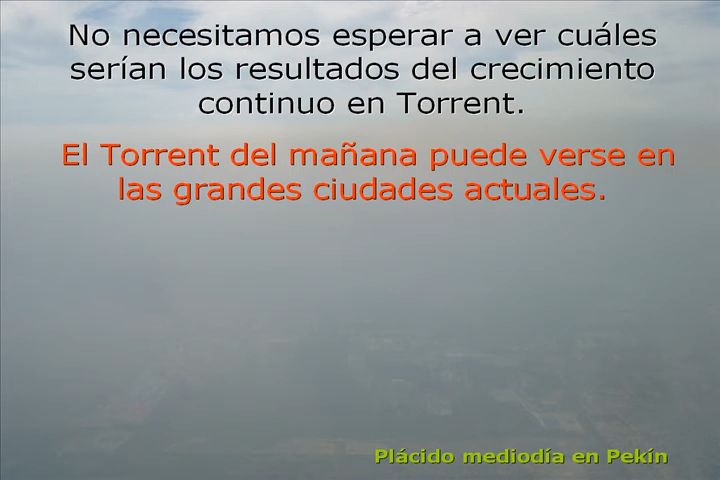 No necesitamos esperar a ver cuáles
serían los resultados del crecimiento
continuo en Torrent.
El Torrent del mañana puede verse en
las grandes ciudades actuales.
Plácido mediodía en Pekín